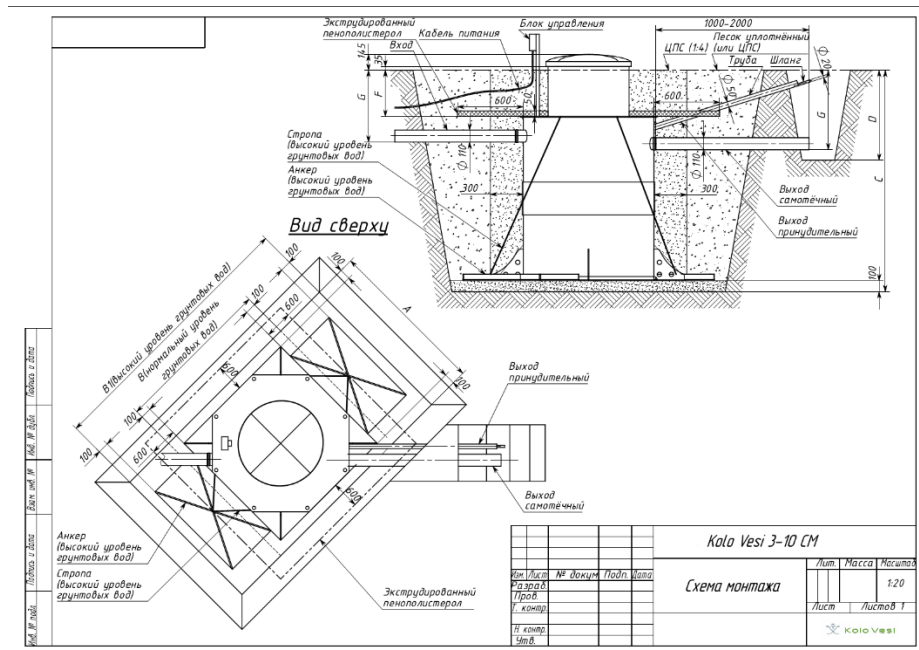 Экструдированный
пенополистерол
Блок управления
Кабель питания
Вход
1000-2000
Песок уплотнённый
ЦПС (1:4) (или ЦПС)
Труба
Шланг
145
35
G
F
600
50
600
Ø 50
Ø 20
G
D
C
Стропа
(высокий уровень
грунтовых вод)
Анкер
(высокий уровень
грунтовых вод)
Ø 110
Ø 110
300
300
Выход
самотёчный
Выход
принудительный
100
Вид сверху
B1(высокий уровень грунтовых вод)
B(нормальный уровень
грунтовых вод)
100
100
100
600
A
100
600
100
100
600
600
Выход
принудительный
Выход
самотёчный
Анкер
(высокий уровень
грунтовых вод)
Стропа
(высокий уровень
грунтовых вод)
Экструдированный
пенополистерол
Подпись и дата
Инв. № дубл
Взам. инв. №
Подпись и дата
Инв. № подл
Kolo Vesi 3-10 СМ
Изм. Лист № докум Подп. Дата
Разраб.
Пров.
Т. контр.
Н. контр.
Утв.
Схема монтажа
Лит. Масса Масштаб
1:20
Лист Листов 1
Kolo Vesi